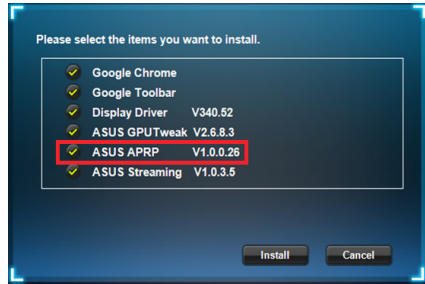 Please select the items you want to install.
Google Chrome
Google Toolbar
Display Driver V340.52
ASUS GPUTweak V2.6.8.3
ASUS APRP V1.0.0.26
ASUS Streaming V1.0.3.5
Install Cancel